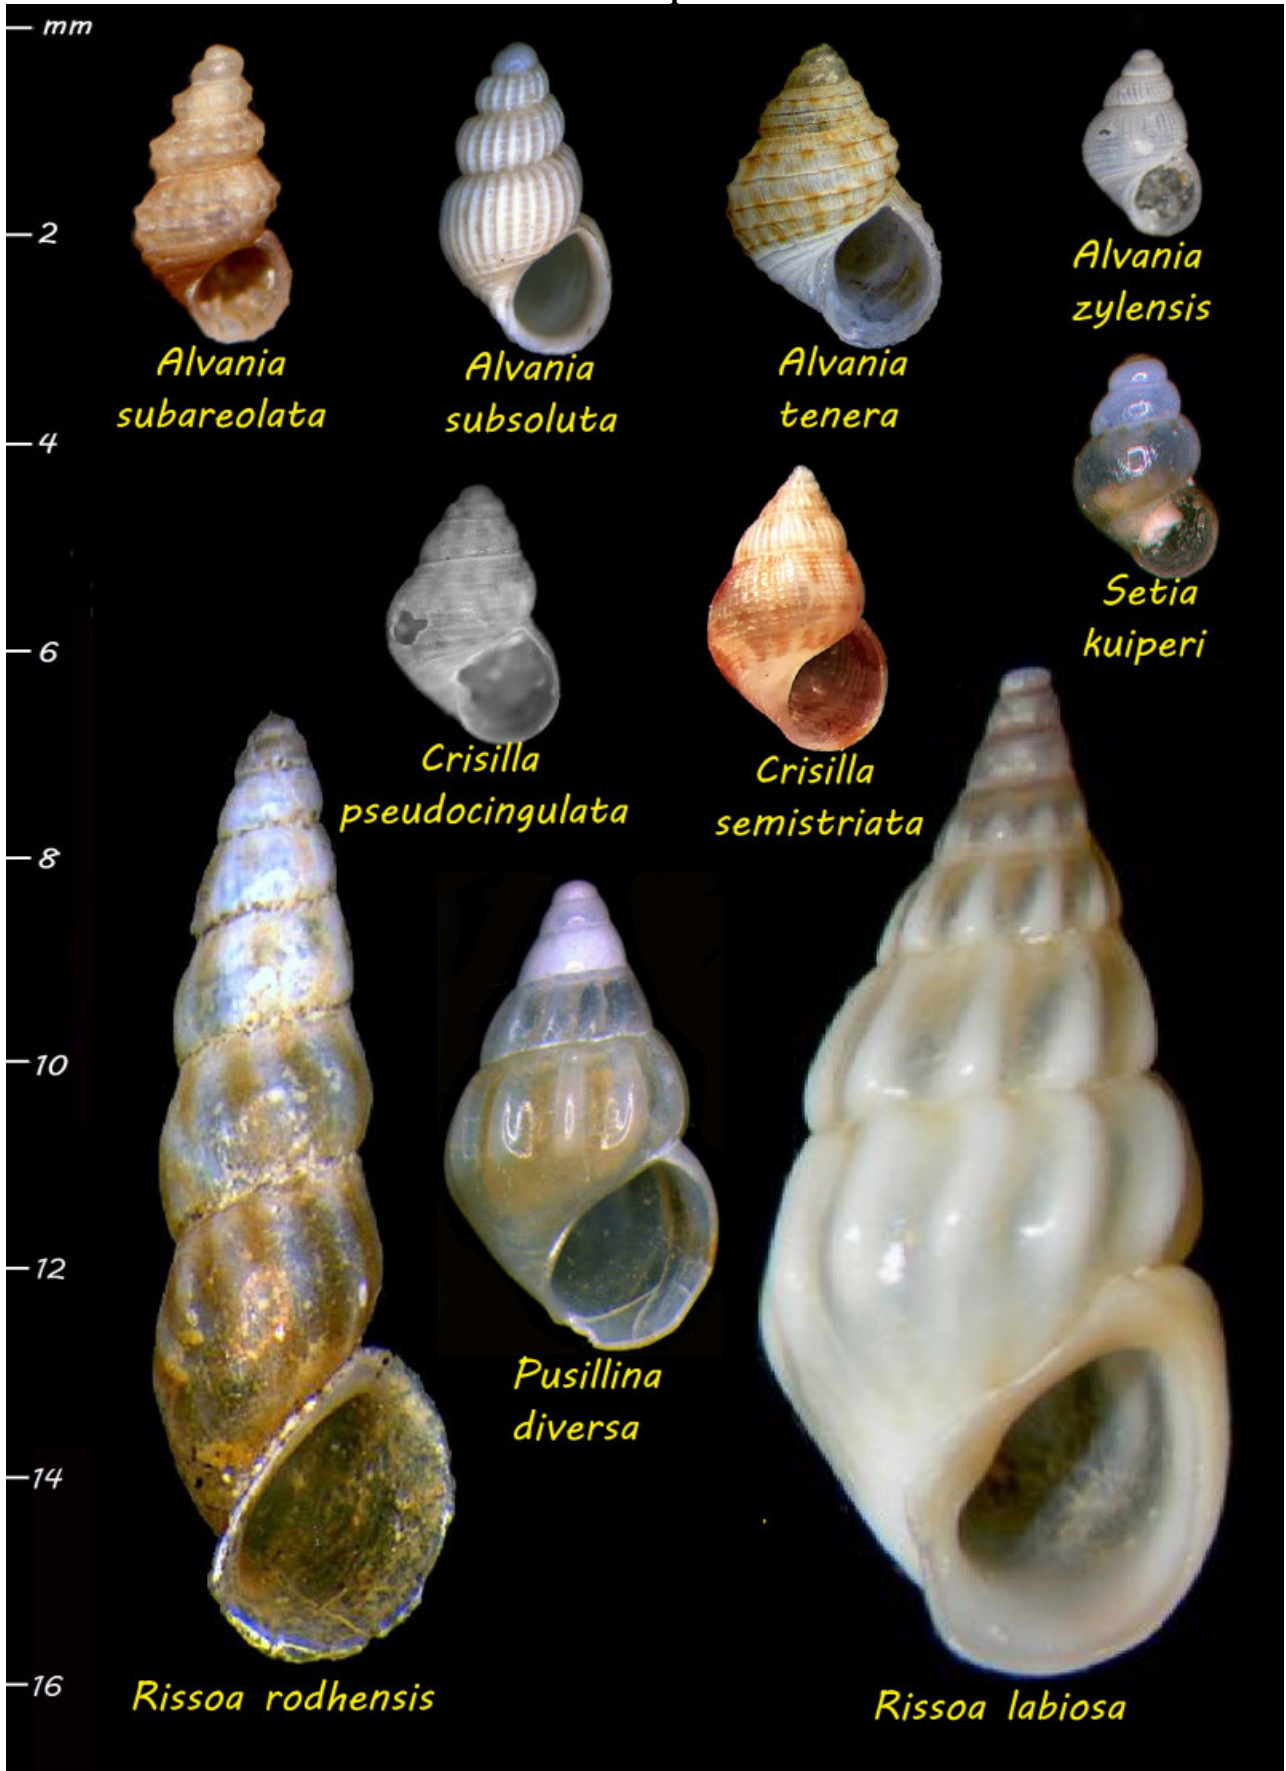 mm
2
Alvania
subareolata
Alvania
subsoluta
Alvania
tenera
Alvania
zylensis
4
Setia
kuiperi
6
Crisilla
pseudocingulata
Crisilla
semistriata
8
10
12
Pusillina
diversa
14
16
Rissoa rodhensis
Rissoa labiosa